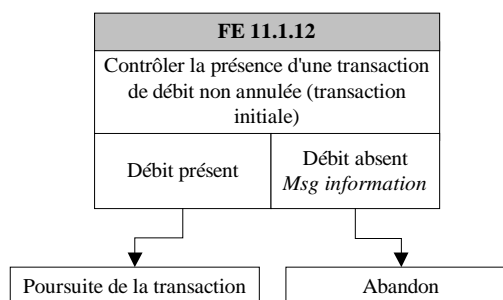 FE 11.1.12
Contrôler la présence d'une transaction
de débit non annulée (transaction
initiale)
Débit présent
Débit absent
Msg information
Poursuite de la transaction
Abandon